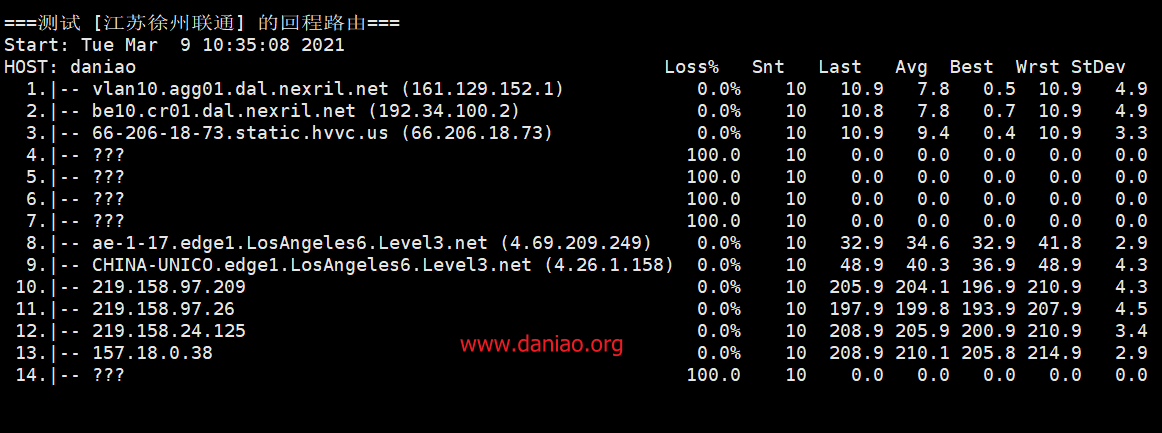 ===测试 [江苏徐州联通] 的回程路由===
Start: Tue Mar  9 10:35:08 2021
HOST: daniao Loss% Snt Last Avg Best Wrst StDev
1.|-- vlan10.agg01.dal.nexril.net (161.129.152.1) 0.0% 10 10.9 7.8 0.5 10.9 4.9
2.|-- be10.cr01.dal.nexril.net (192.34.100.2) 0.0% 10 10.8 7.8 0.7 10.9 4.9
3.|-- 66-206-18-73.static.hvvc.us (66.206.18.73) 0.0% 10 10.9 9.4 0.4 10.9 3.3
4.|-- ??? 100.0 10 0.0 0.0 0.0 0.0 0.0
5.|-- ??? 100.0 10 0.0 0.0 0.0 0.0 0.0
6.|-- ??? 100.0 10 0.0 0.0 0.0 0.0 0.0
7.|-- ??? 100.0 10 0.0 0.0 0.0 0.0 0.0
8.|-- ae-1-17.edge1.LosAngeles6.Level3.net (4.69.209.249) 0.0% 10 32.9 34.6 32.9 41.8 2.9
9.|-- CHINA-UNICO.edge1.LosAngeles6.Level3.net (4.26.1.158) 0.0% 10 48.9 40.3 36.9 48.9 4.3
10.|-- 219.158.97.209 0.0% 10 205.9 204.1 196.9 210.9 4.3
11.|-- 219.158.97.26 0.0% 10 197.9 199.8 193.9 207.9 4.5
12.|-- 219.158.24.125 0.0% 10 208.9 205.9 200.9 210.9 3.4
13.|-- 157.18.0.38 0.0% 10 208.9 210.1 205.8 214.9 2.9
14.|-- ??? 100.0 10 0.0 0.0 0.0 0.0 0.0
www.daniao.org